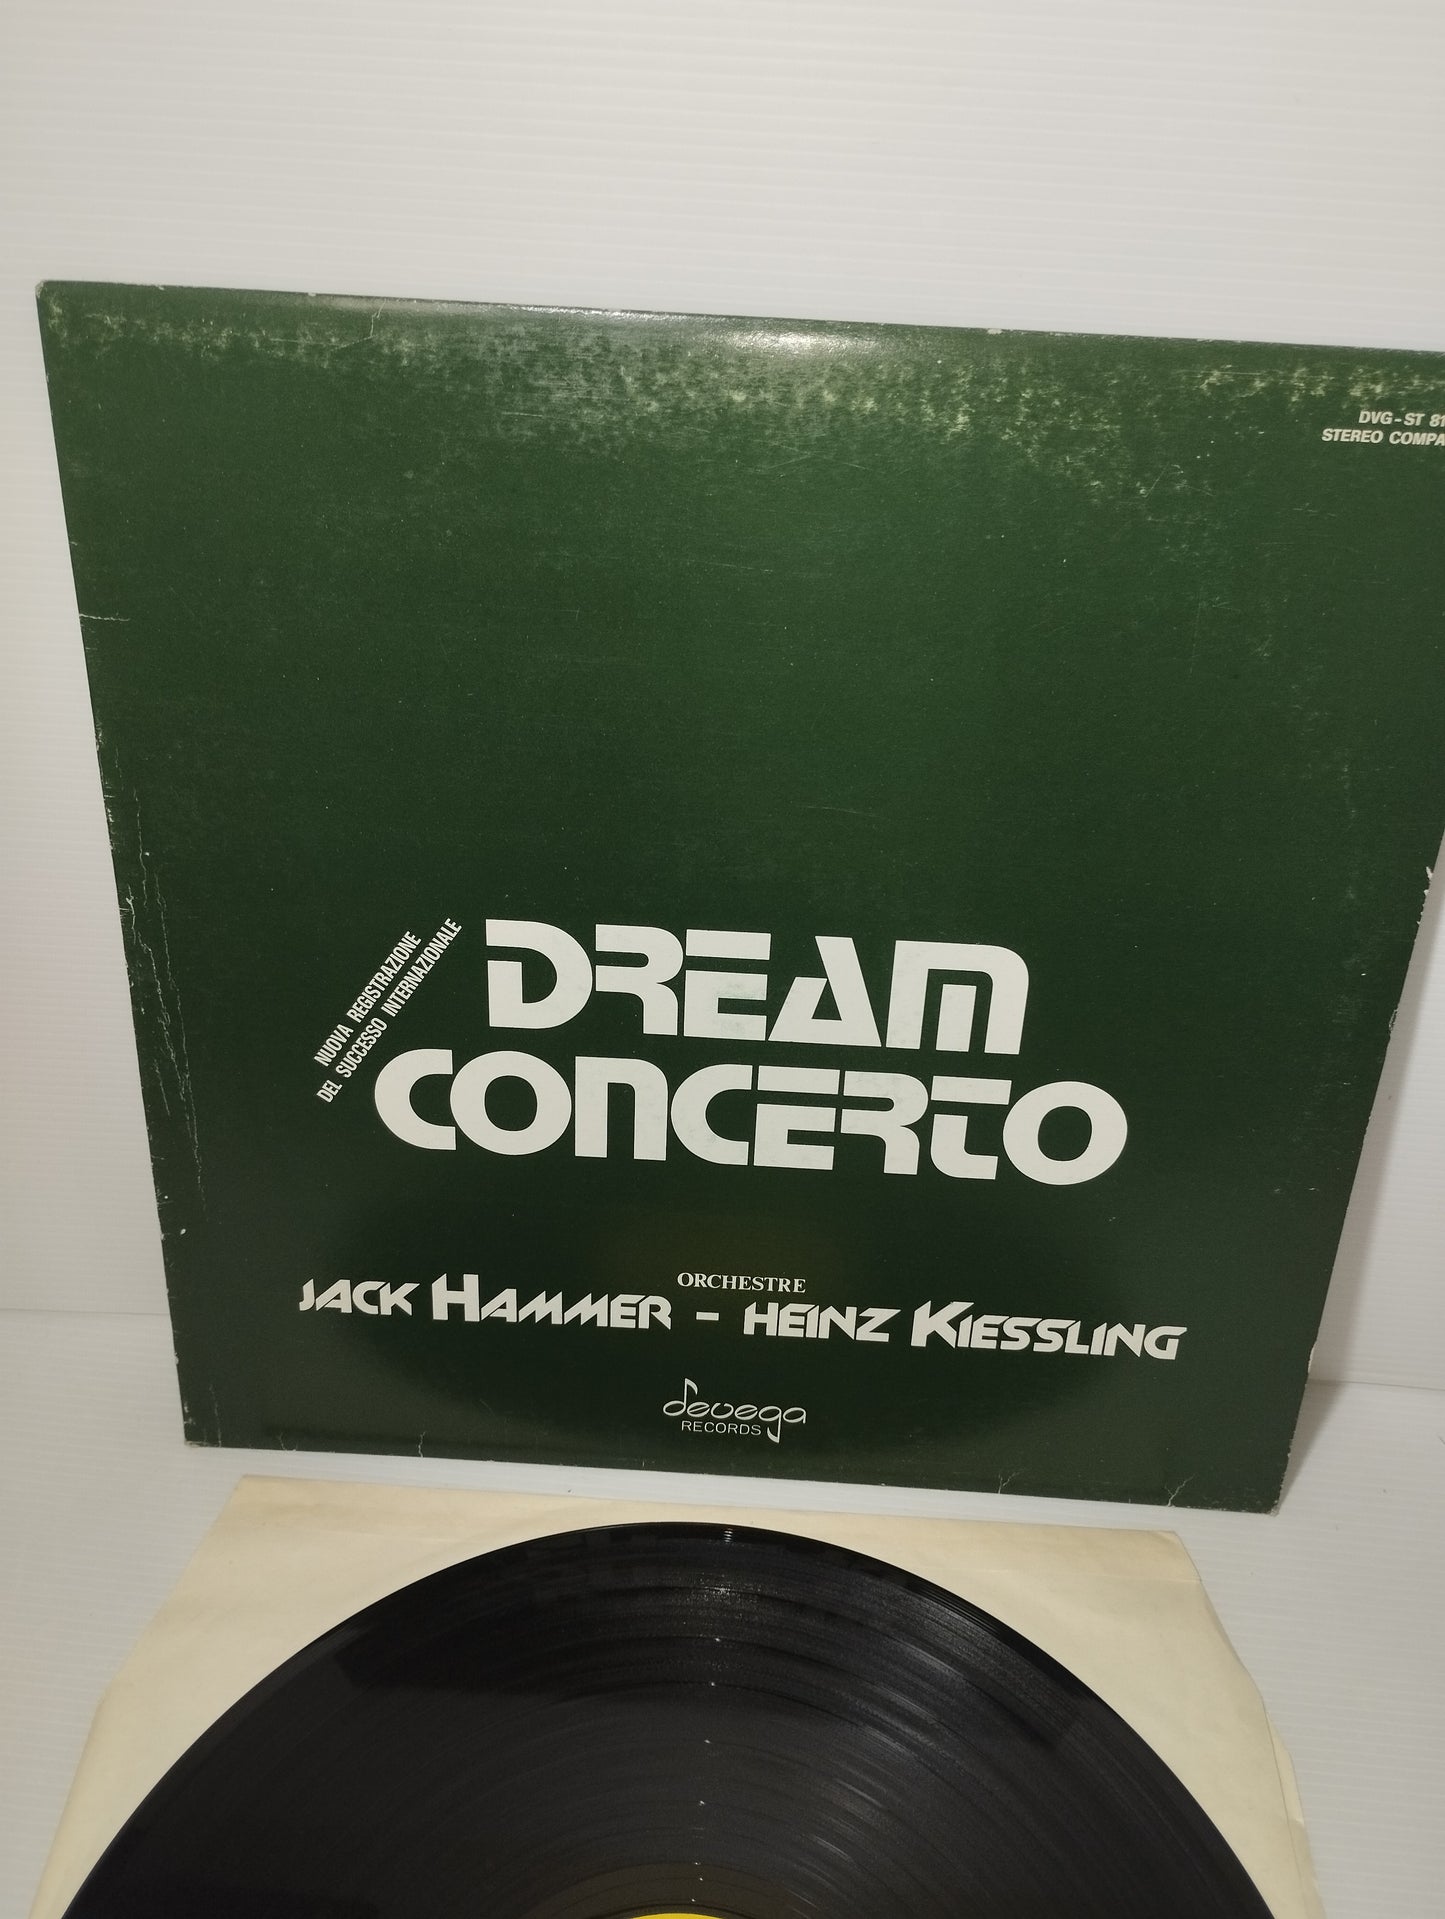 DVG-ST 81
STEREO COMPA
NUOVA REGISTRAZIONE
DEL SUCCESSO INTERNAZIONALE
DREAM
CONCERTO
ORCHESTRE
JACK HAMMER - HEINZ KIESSLING
devega
RECORDS